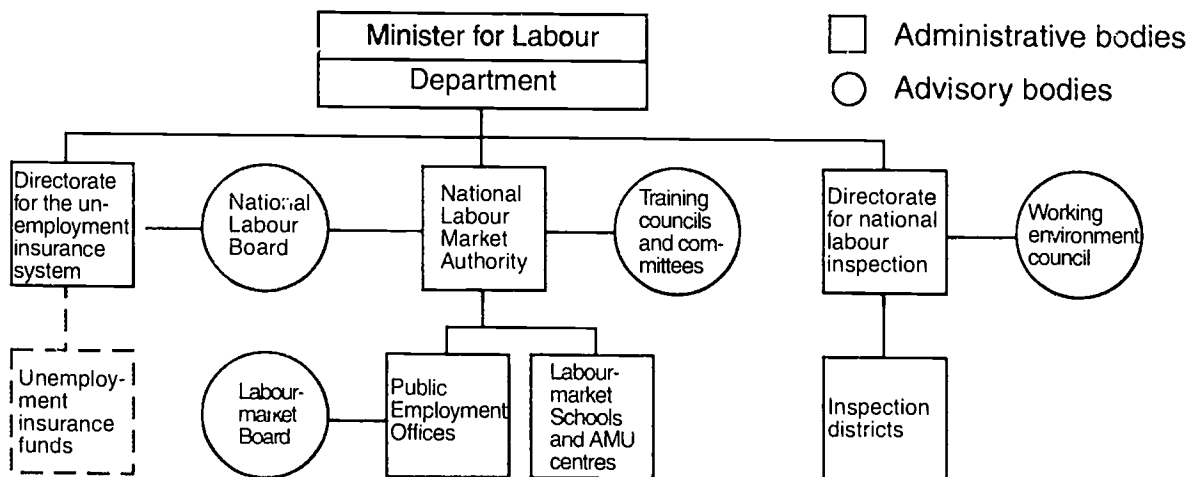 Minister for Labour
Department
Administrative bodies
Advisory bodies
Directorate
for the un-
employment
insurance
system
National
Labour
Board
National
Labour
Market
Authority
Training
councils
and com-
mittees
Directorate
for national
labour
inspection
Working
environment
council
Unemploy-
ment
insurance
funds
Labour-
market
Board
Public
Employment
Offices
Labour-
market
Schools
and AMU
centres
Inspection
districts